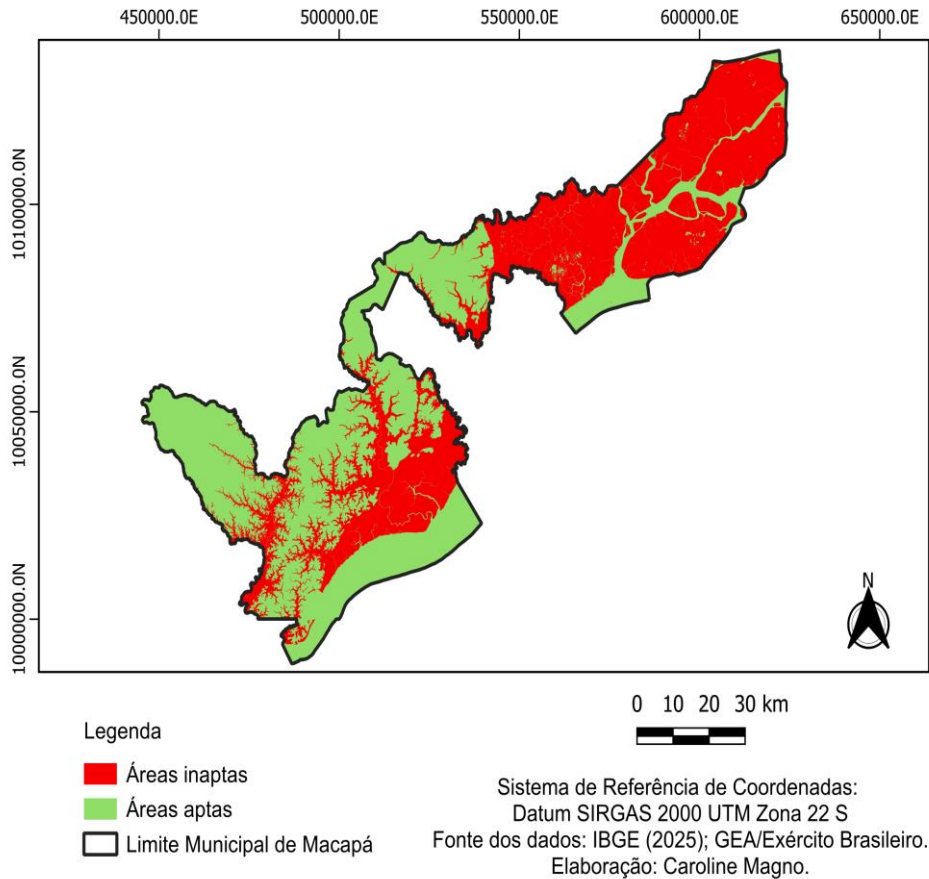 450000.0E 500000.0E 550000.0E 600000.0E 650000.0E
10100000.0N
10050000.0N
10000000.0N
N
0 10 20 30 km
Legenda
Áreas inaptas
Áreas aptas
Limite Municipal de Macapá
Sistema de Referência de Coordenadas:
Datum SIRGAS 2000 UTM Zona 22 S
Fonte dos dados: IBGE (2025); GEA/Exército Brasileiro.
Elaboração: Caroline Magno.